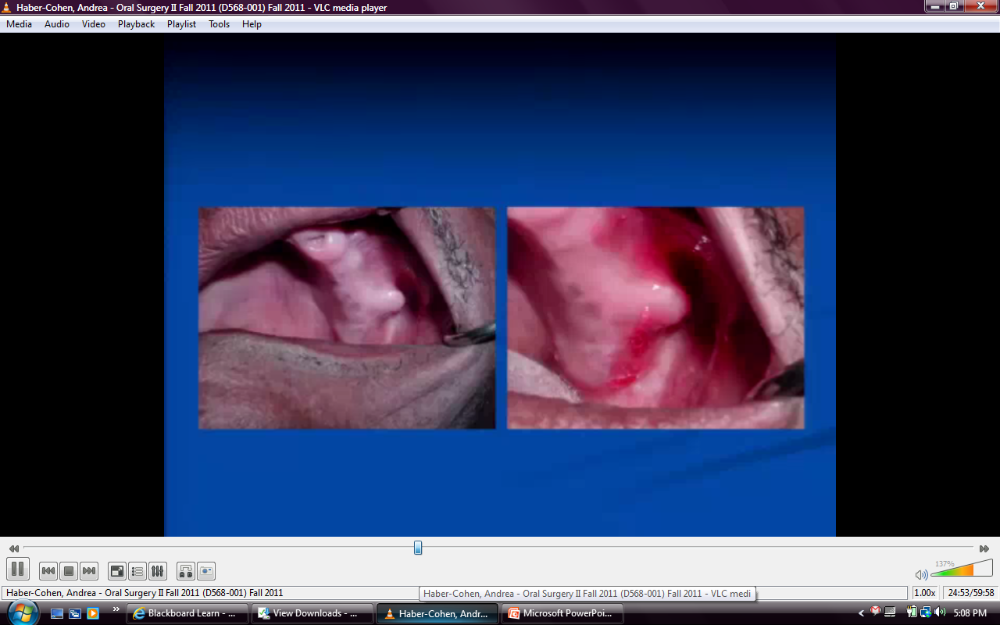 Haber-Cohen, Andrea - Oral Surgery II Fall 2011 (D568-001) Fall 2011 - VLC media player
Media Audio Video Playback Playlist Tools Help
137%
Haber-Cohen, Andrea - Oral Surgery II Fall 2011 (D568-001) Fall 2011
Haber-Cohen, Andrea - Oral Surgery II Fall 2011 (D568-001) Fall 2011 - VLC medi
1.00x
24:53/59:58
Blackboard Learn - ...
View Downloads - ...
Haber-Cohen, Andr...
Microsoft PowerPoi...
5:08 PM